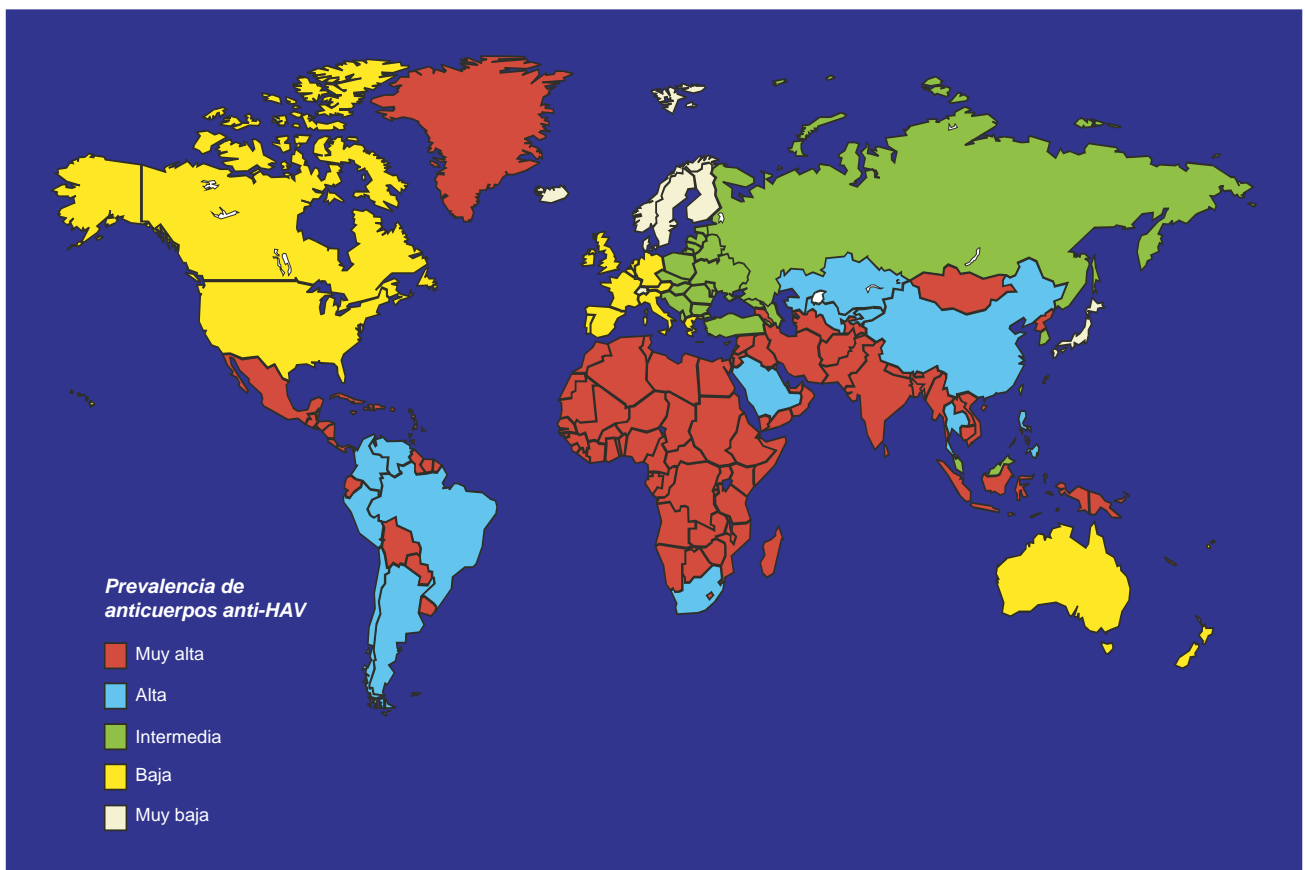 Prevalencia de
anticuerpos anti-HAV
Muy alta
Alta
Intermedia
Baja
Muy baja